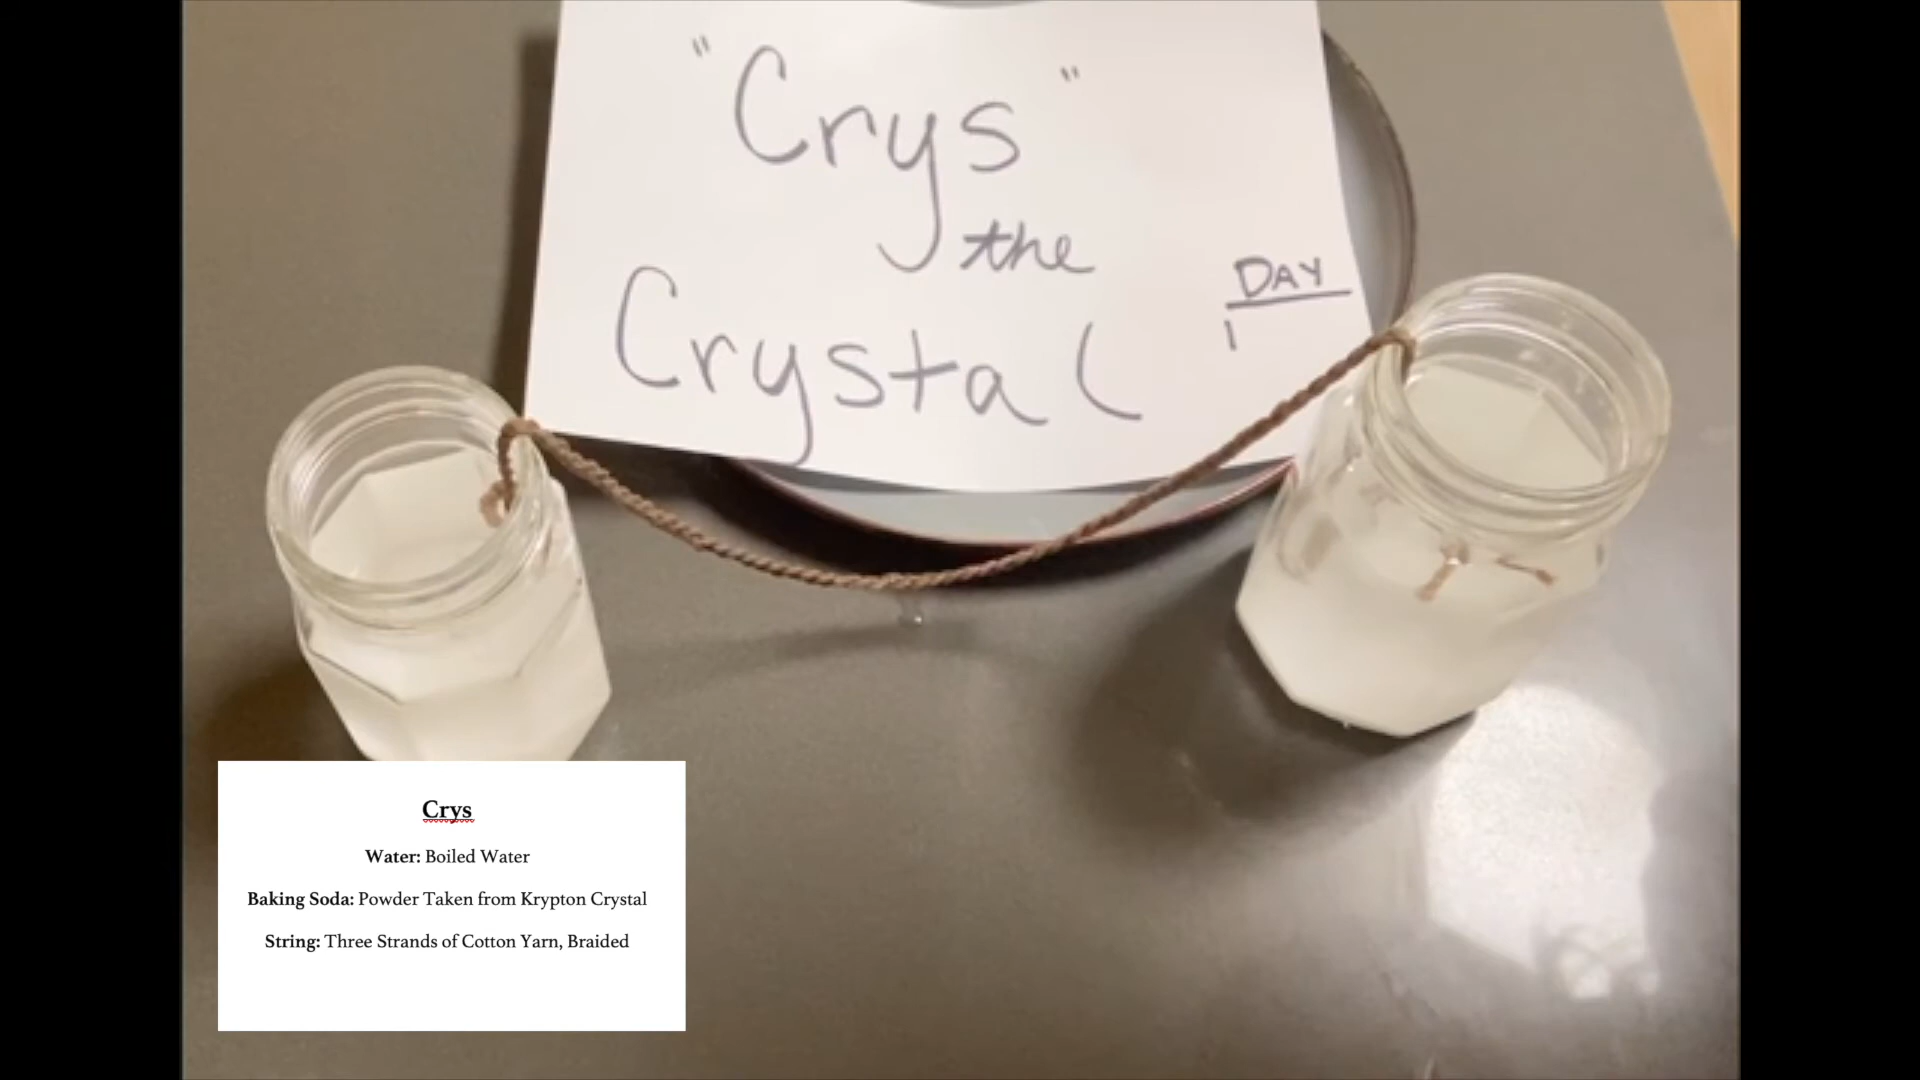 "Crys"
the
Crystal
DAY
1
Crys
Water: Boiled Water
Baking Soda: Powder Taken from Krypton Crystal
String: Three Strands of Cotton Yarn, Braided